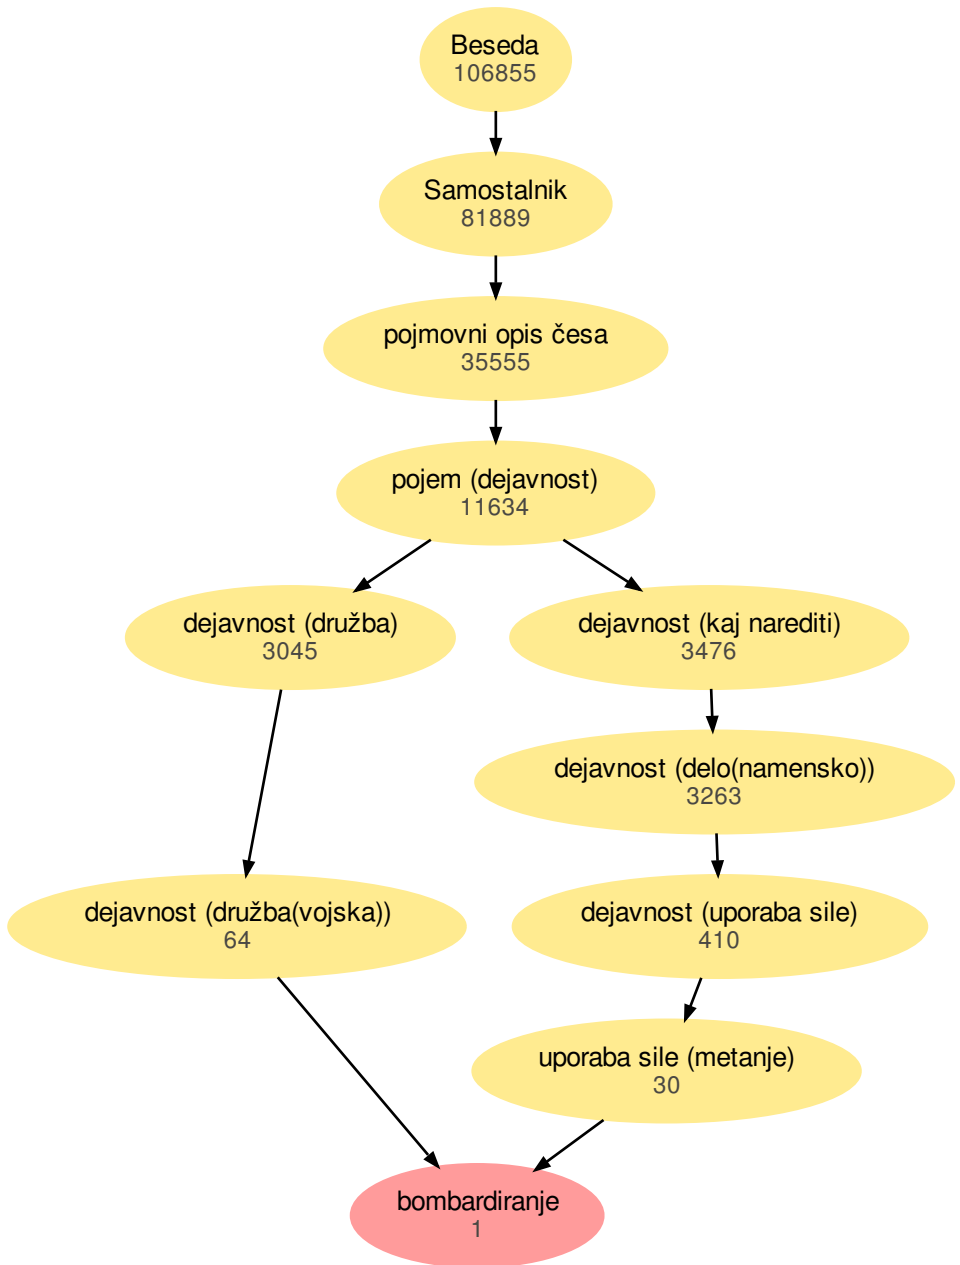 Beseda
106855
Samostalnik
81889
pojmovni opis česa
35555
pojem (dejavnost)
11634
dejavnost (družba)
3045
dejavnost (kaj narediti)
3476
dejavnost (delo(namensko))
3263
dejavnost (družba(vojska))
64
dejavnost (uporaba sile)
410
uporaba sile (metanje)
30
bombardiranje
1